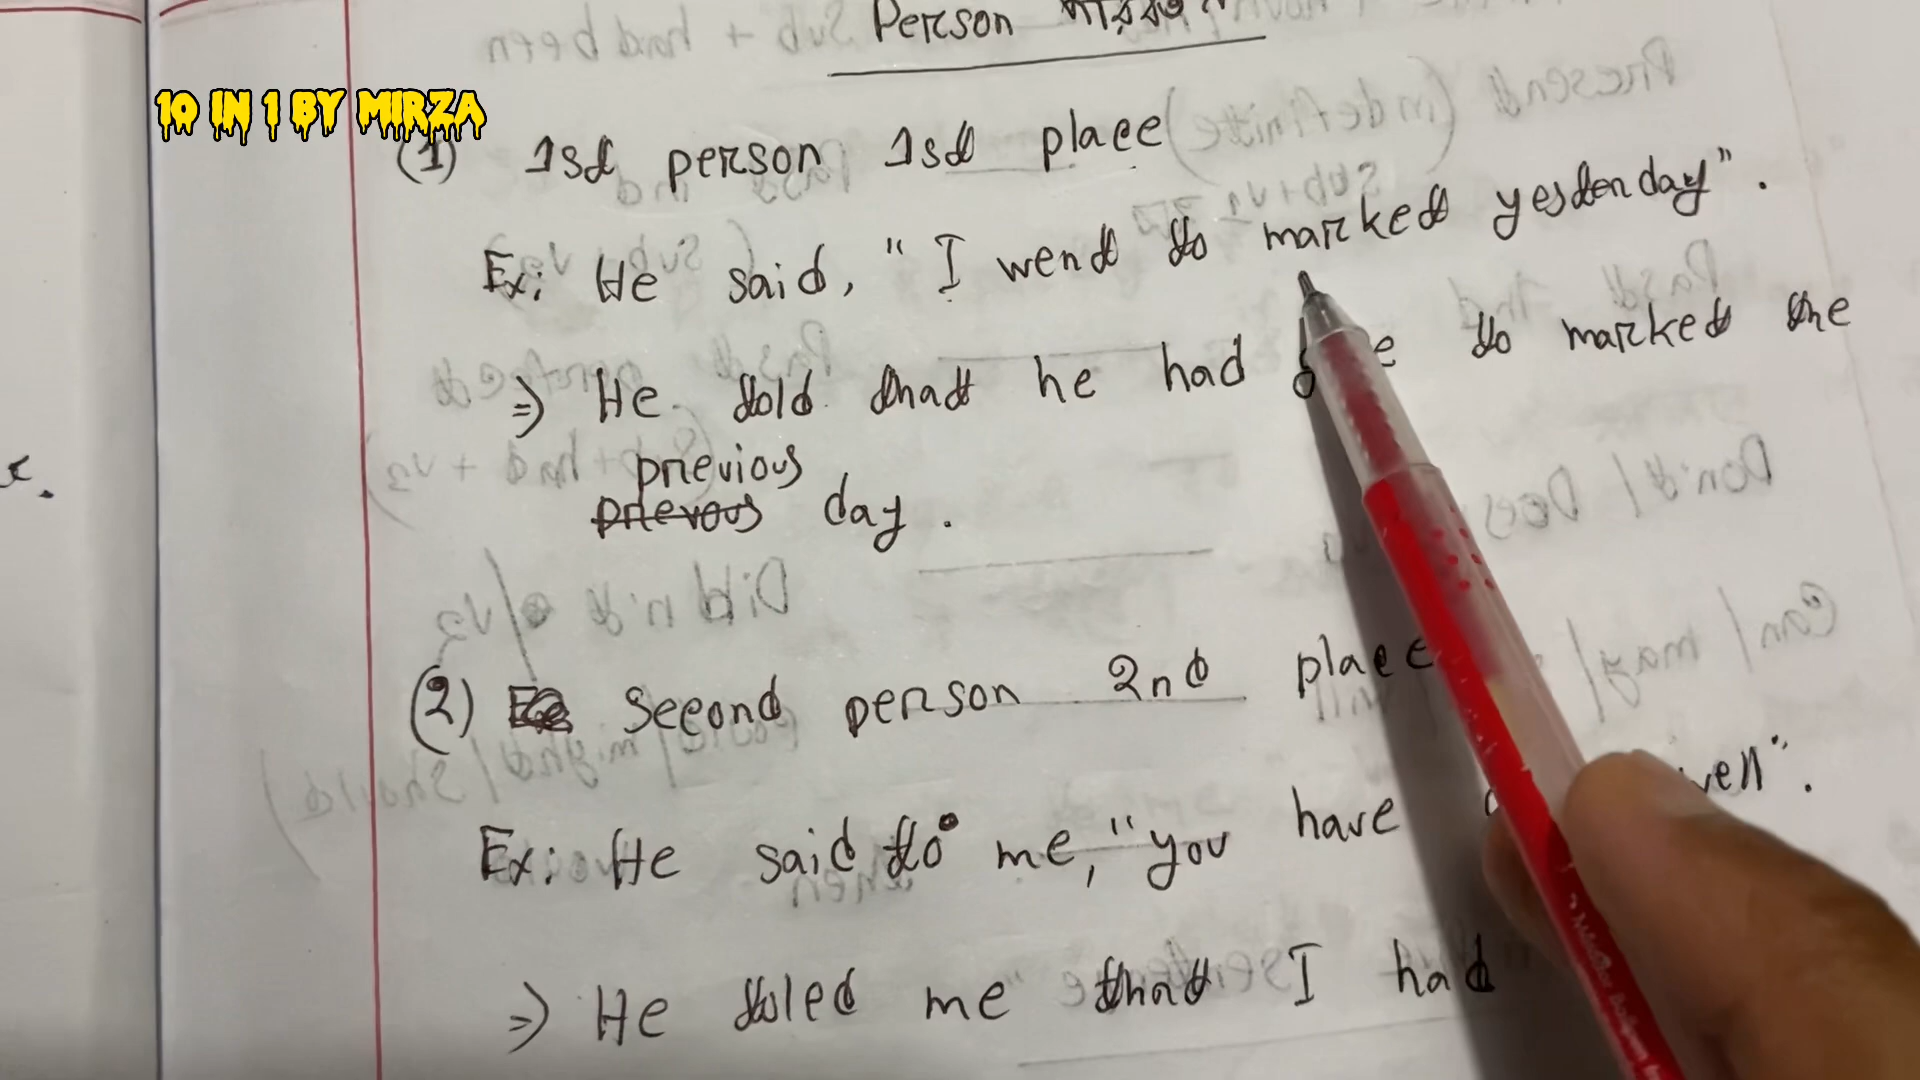 Person
10 IN 1 BY MIRZA
(1) 1st person 1st place
Ex: He said, "I went to market yesterday".
⇒ He told that he had to market the
previous
prevous day.
(2) Second person 2nd place
Ex: He said to me, "you have
⇒ He toled me that I had